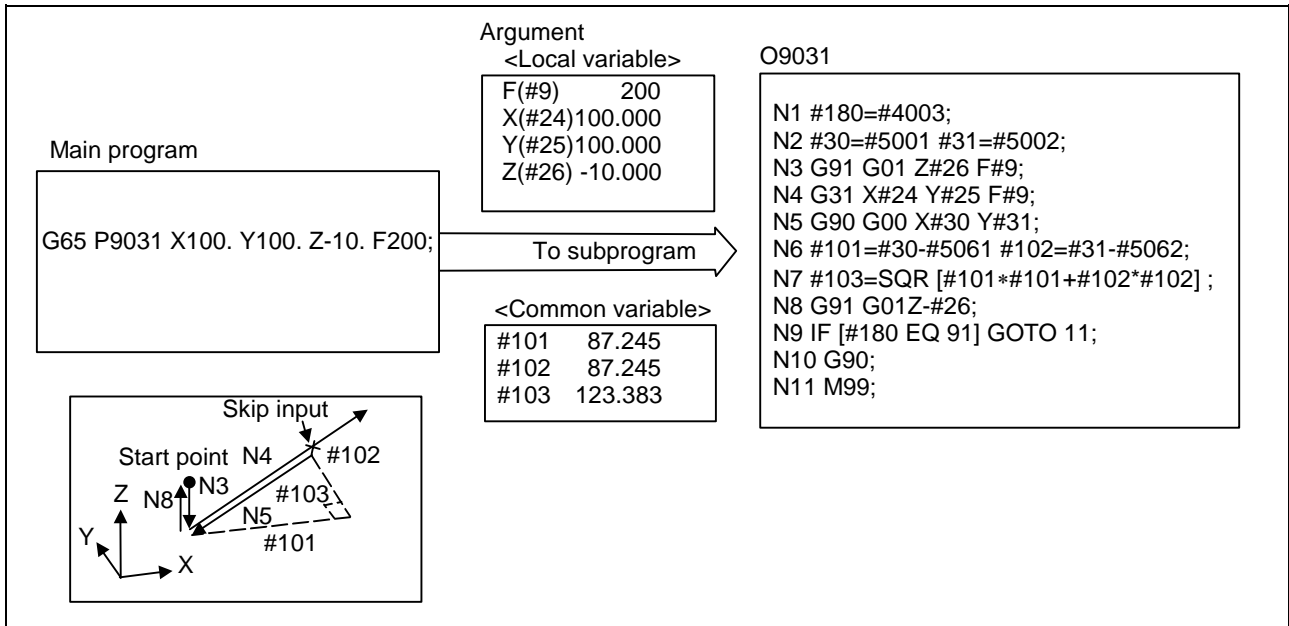 Main program
G65 P9031 X100. Y100. Z-10. F200;
Argument
<Local variable>
F(#9) 200
X(#24)100.000
Y(#25)100.000
Z(#26) -10.000
To subprogram
<Common variable>
#101 87.245
#102 87.245
#103 123.383
O9031
N1 #180=#4003;
N2 #30=#5001 #31=#5002;
N3 G91 G01 Z#26 F#9;
N4 G31 X#24 Y#25 F#9;
N5 G90 G00 X#30 Y#31;
N6 #101=#30-#5061 #102=#31-#5062;
N7 #103=SQR [#101∗#101+#102*#102] ;
N8 G91 G01Z-#26;
N9 IF [#180 EQ 91] GOTO 11;
N10 G90;
N11 M99;
Skip input
Start point N4 #102
Z N8 N3 #103
N5
Y #101
X